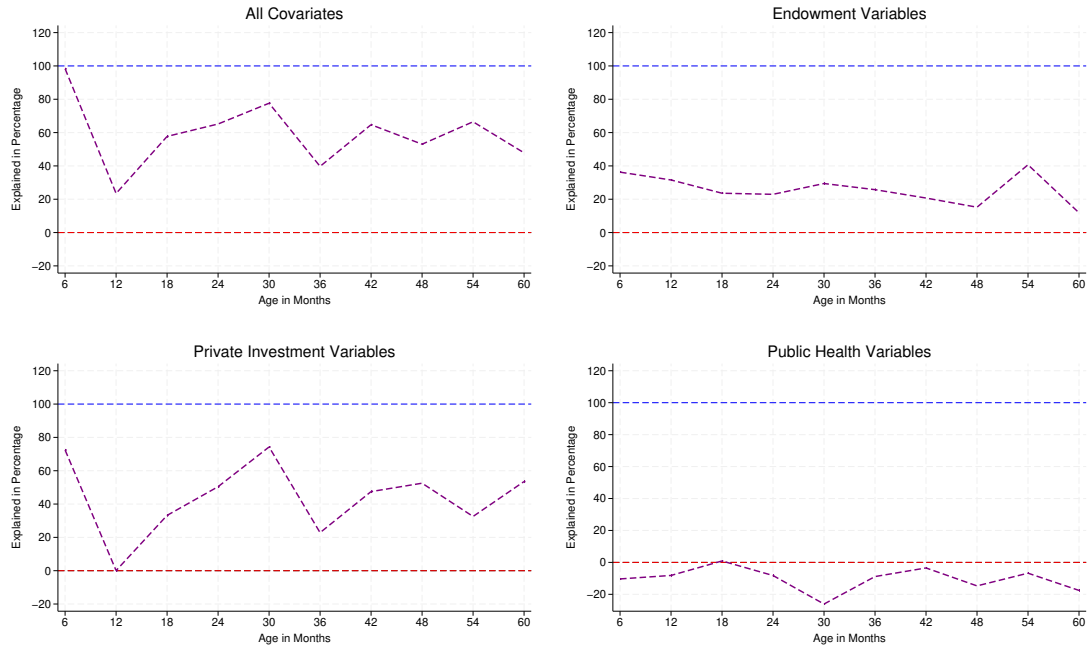 All Covariates
Explained in Percentage
120
100
80
60
40
20
0
−20
6 12 18 24 30 36 42 48 54 60
Age in Months
Endowment Variables
Explained in Percentage
120
100
80
60
40
20
0
−20
6 12 18 24 30 36 42 48 54 60
Age in Months
Private Investment Variables
Explained in Percentage
120
100
80
60
40
20
0
−20
6 12 18 24 30 36 42 48 54 60
Age in Months
Public Health Variables
Explained in Percentage
120
100
80
60
40
20
0
−20
6 12 18 24 30 36 42 48 54 60
Age in Months